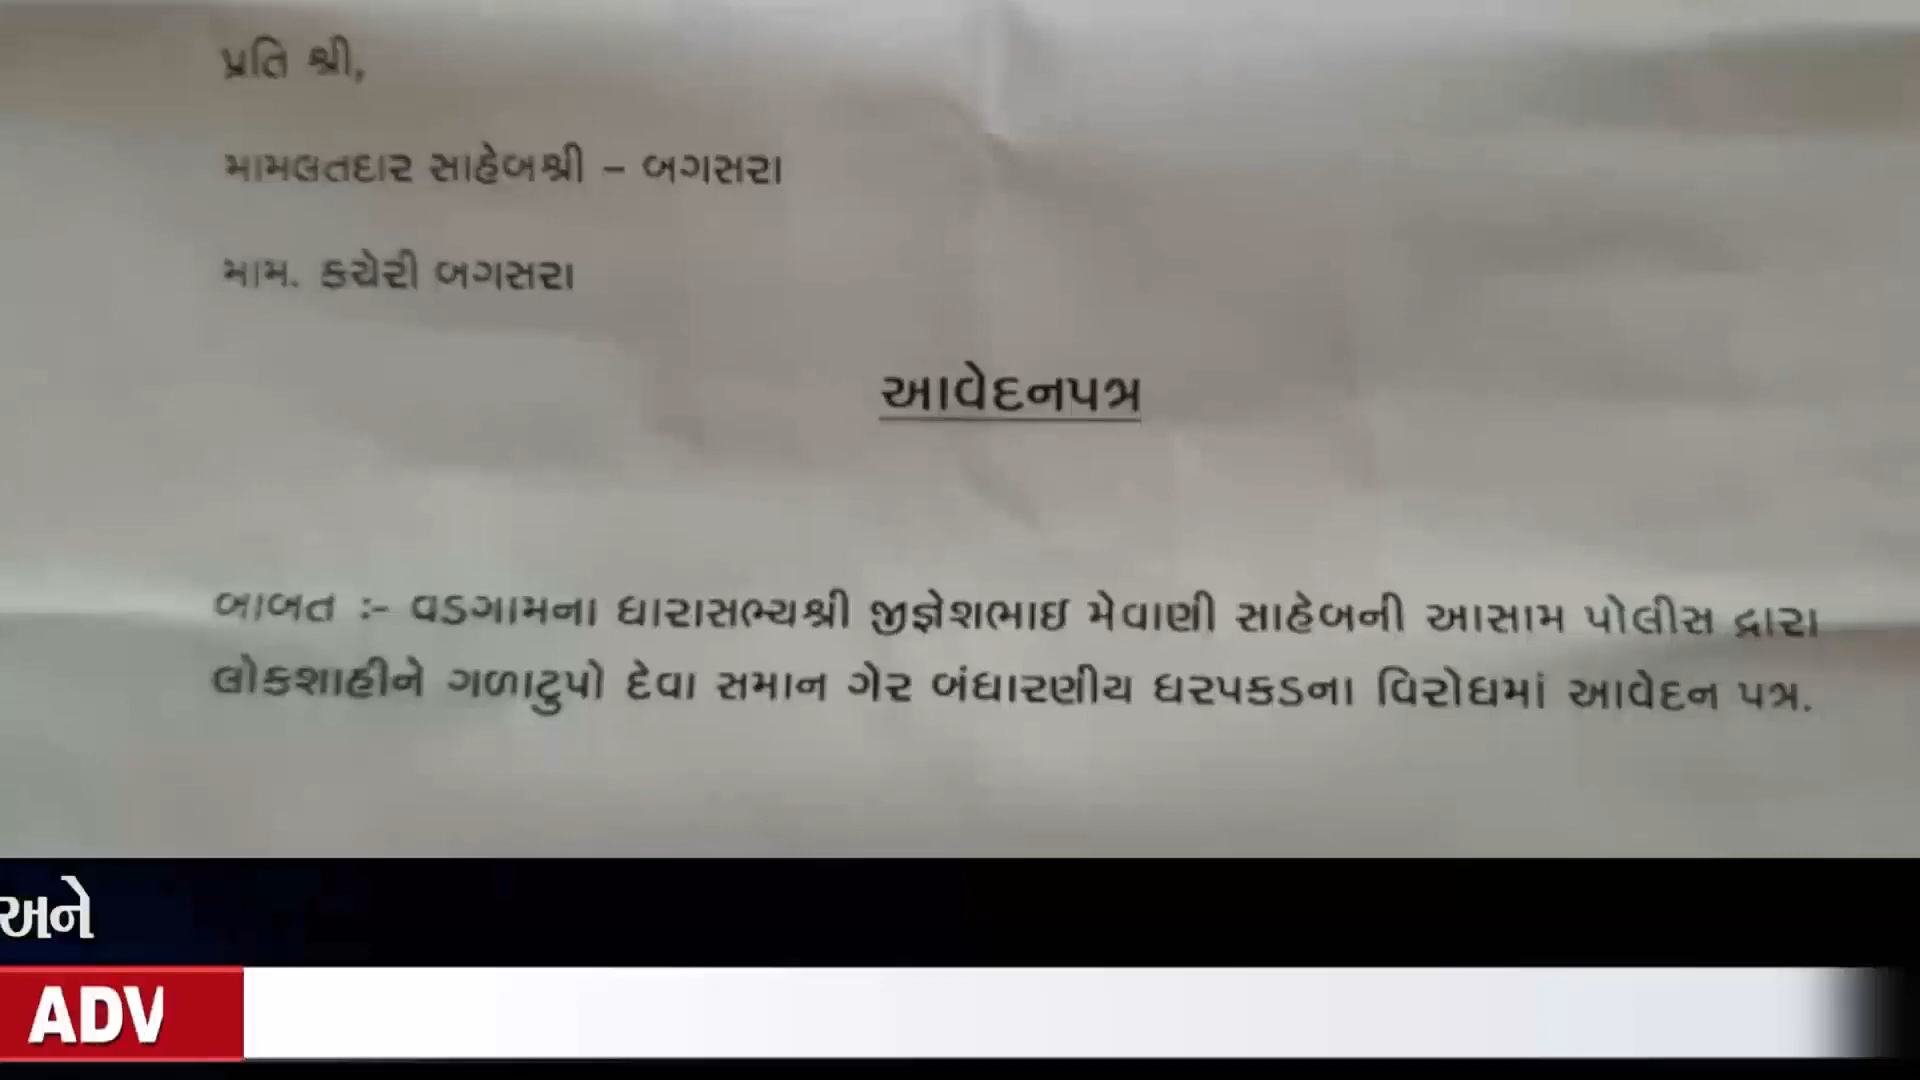 પ્રતિ શ્રી,
મામલતદાર સાહેબશ્રી – બગસરા
મામ. કચેરી બગસરા
આવેદનપત્ર
બાબત :- વડગામના ધારાસભ્યશ્રી જીજ્ઞેશભાઇ મેવાણી સાહેબની આસામ પોલીસ દ્વારા
લોકશાહીને ગળાટુપો દેવા સમાન ગેર બંધારણીય ધરપકડના વિરોધમાં આવેદન પત્ર.
અને
ADV